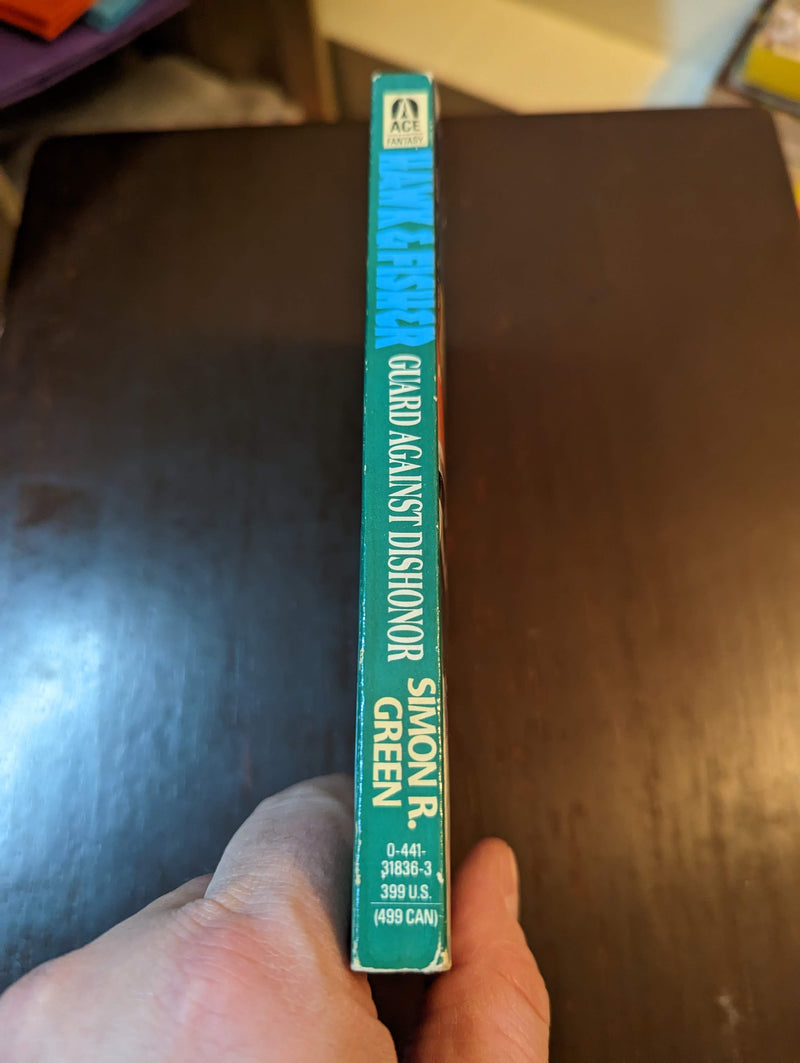 ACE
FANTASY
HAWK & FISHER
GUARD AGAINST DISHONOR
SIMON R.
GREEN
0-441-
31836-3
399 U.S.
(499 CAN)